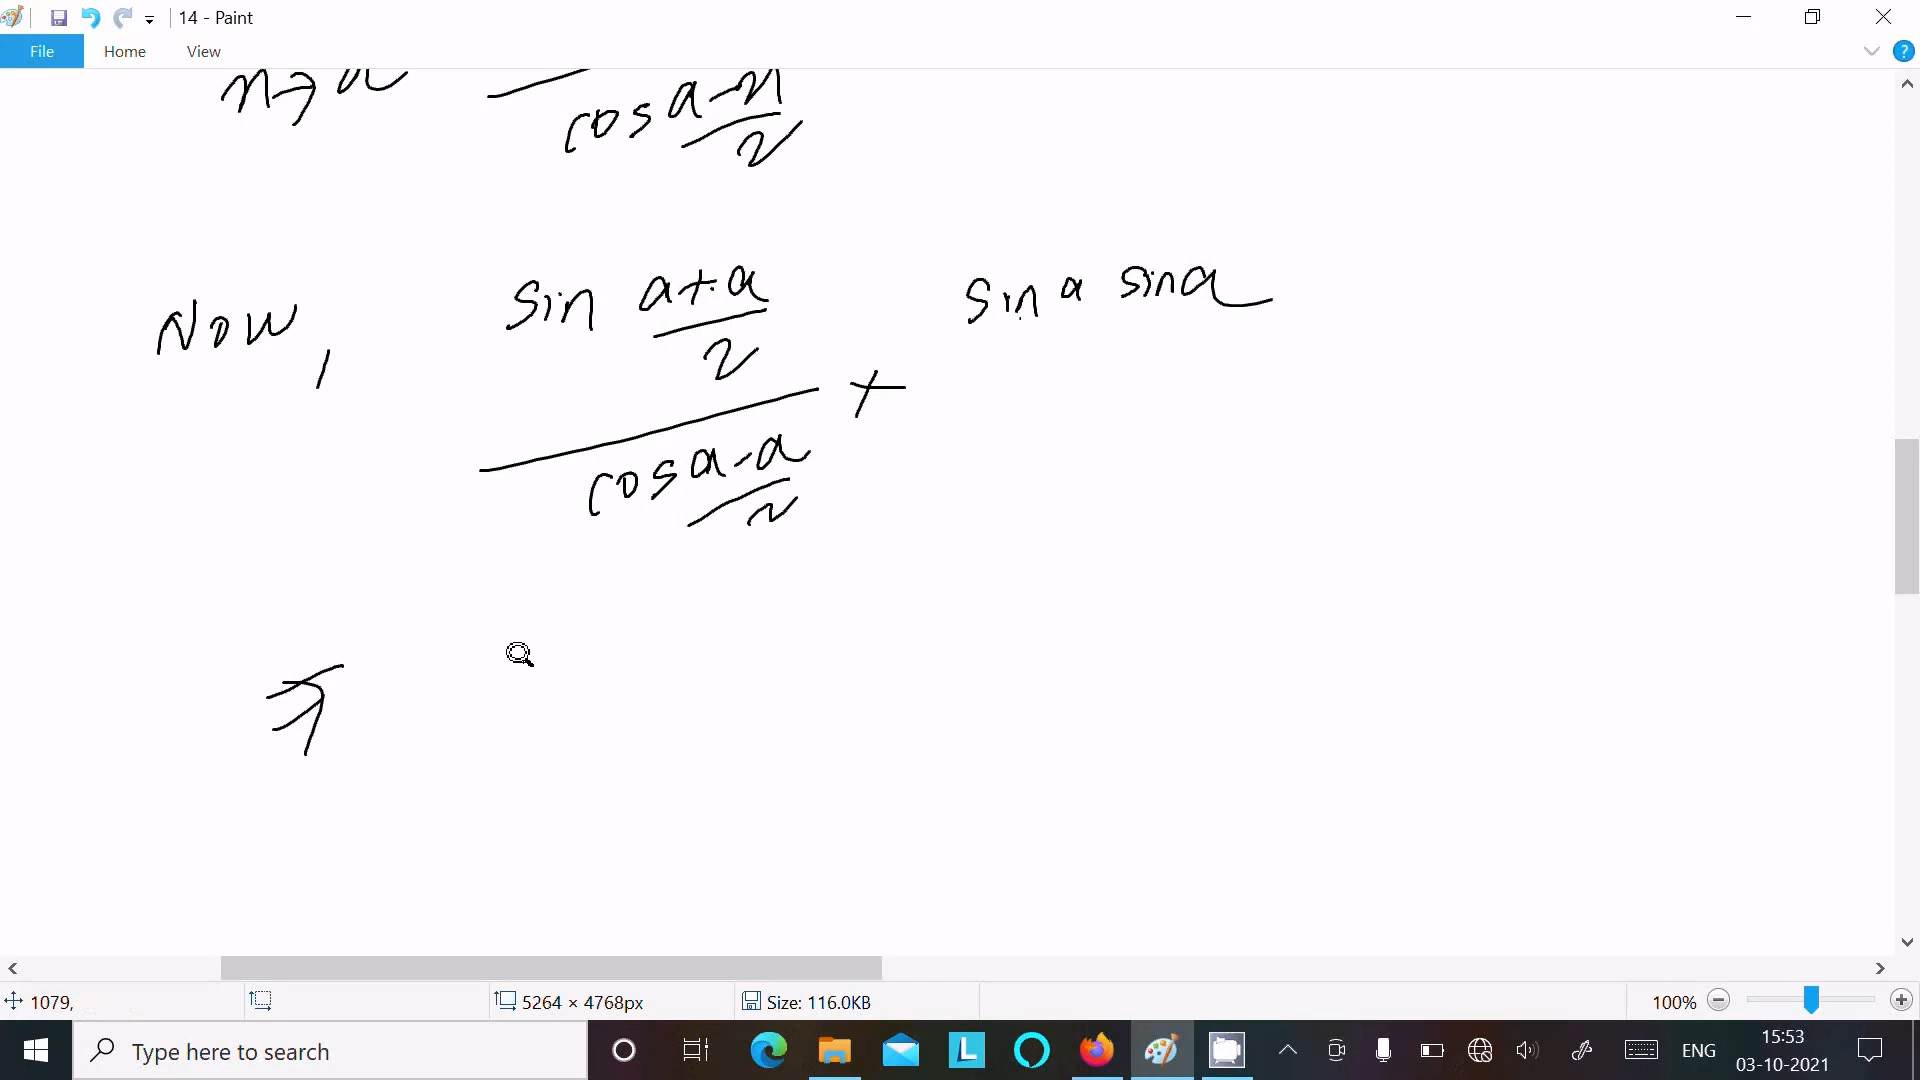 14 - Paint
File Home View
n→a
cos a-n/2
Now, sin a+a/2 / cos a-a/2 × sin a sin a
⇒
1079,
5264 × 4768px
Size: 116.0KB
100%
Type here to search
L
ENG
15:53
03-10-2021